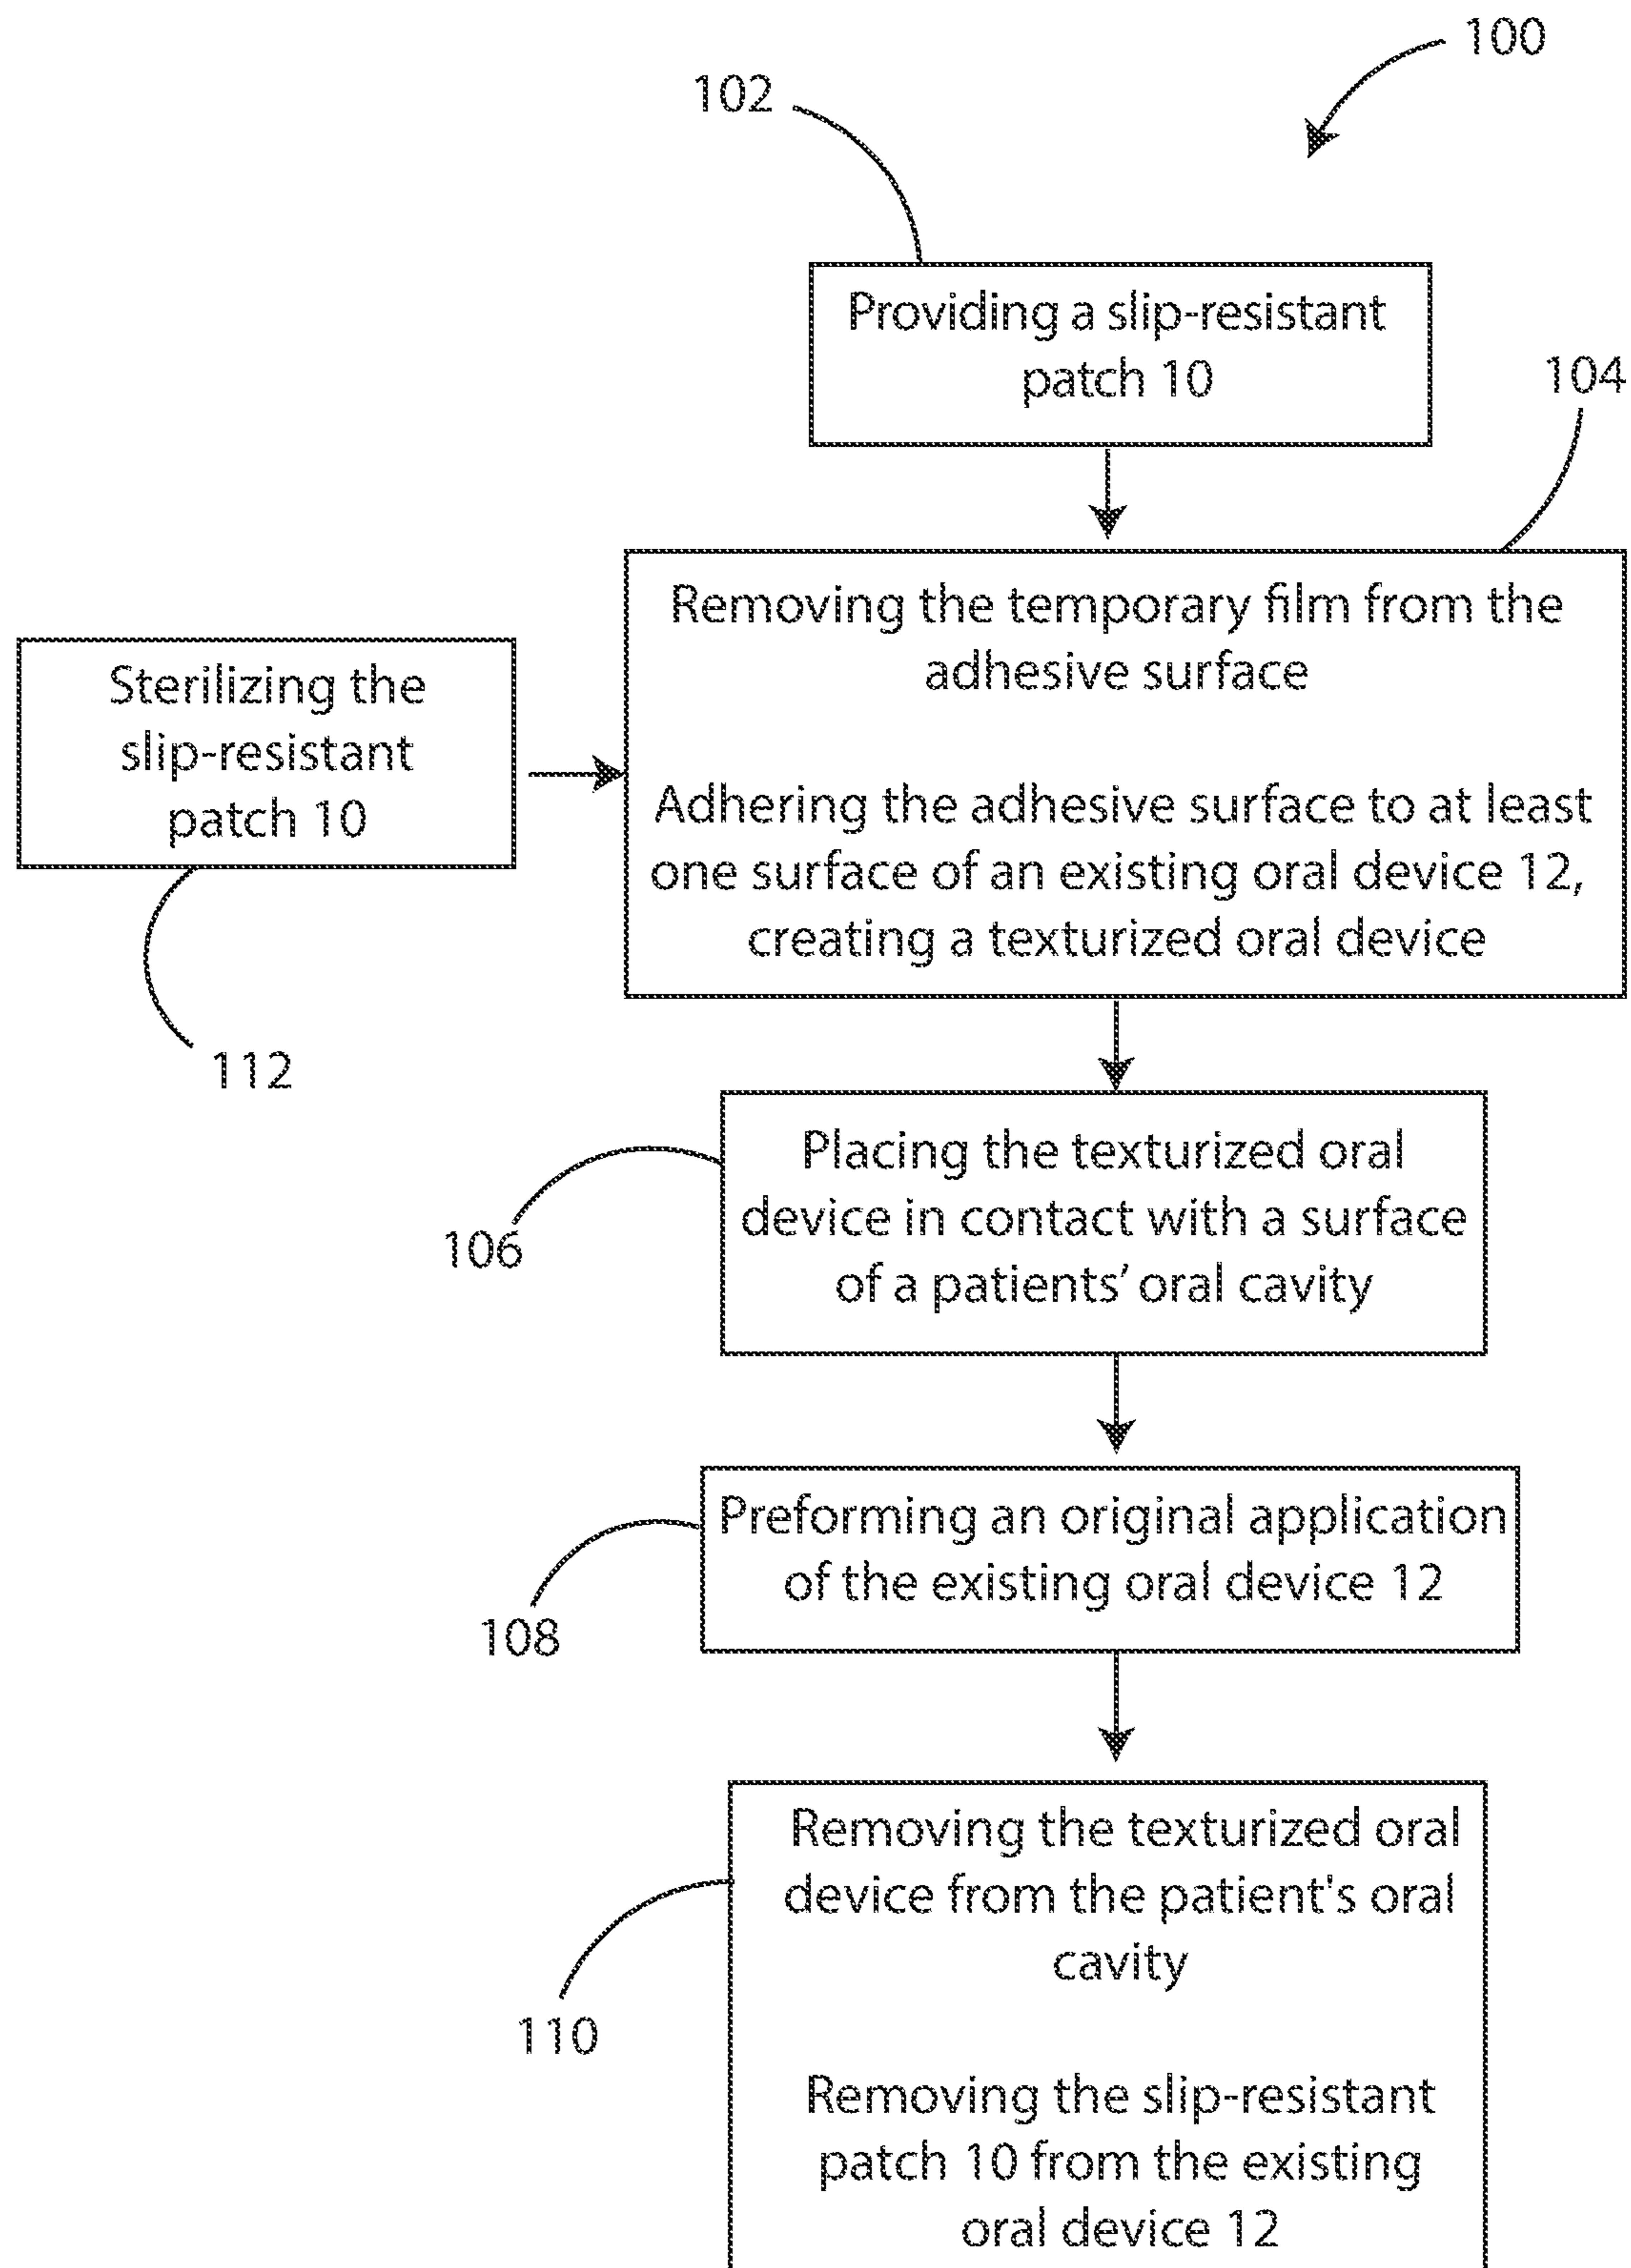 100
102
Providing a slip-resistant
patch 10
104
Removing the temporary film from the
adhesive surface
Adhering the adhesive surface to at least
one surface of an existing oral device 12,
creating a texturized oral device
Sterilizing the
slip-resistant
patch 10
112
Placing the texturized oral
device in contact with a surface
of a patients’ oral cavity
106
Preforming an original application
of the existing oral device 12
108
Removing the texturized oral
device from the patient's oral
cavity
110
Removing the slip-resistant
patch 10 from the existing
oral device 12